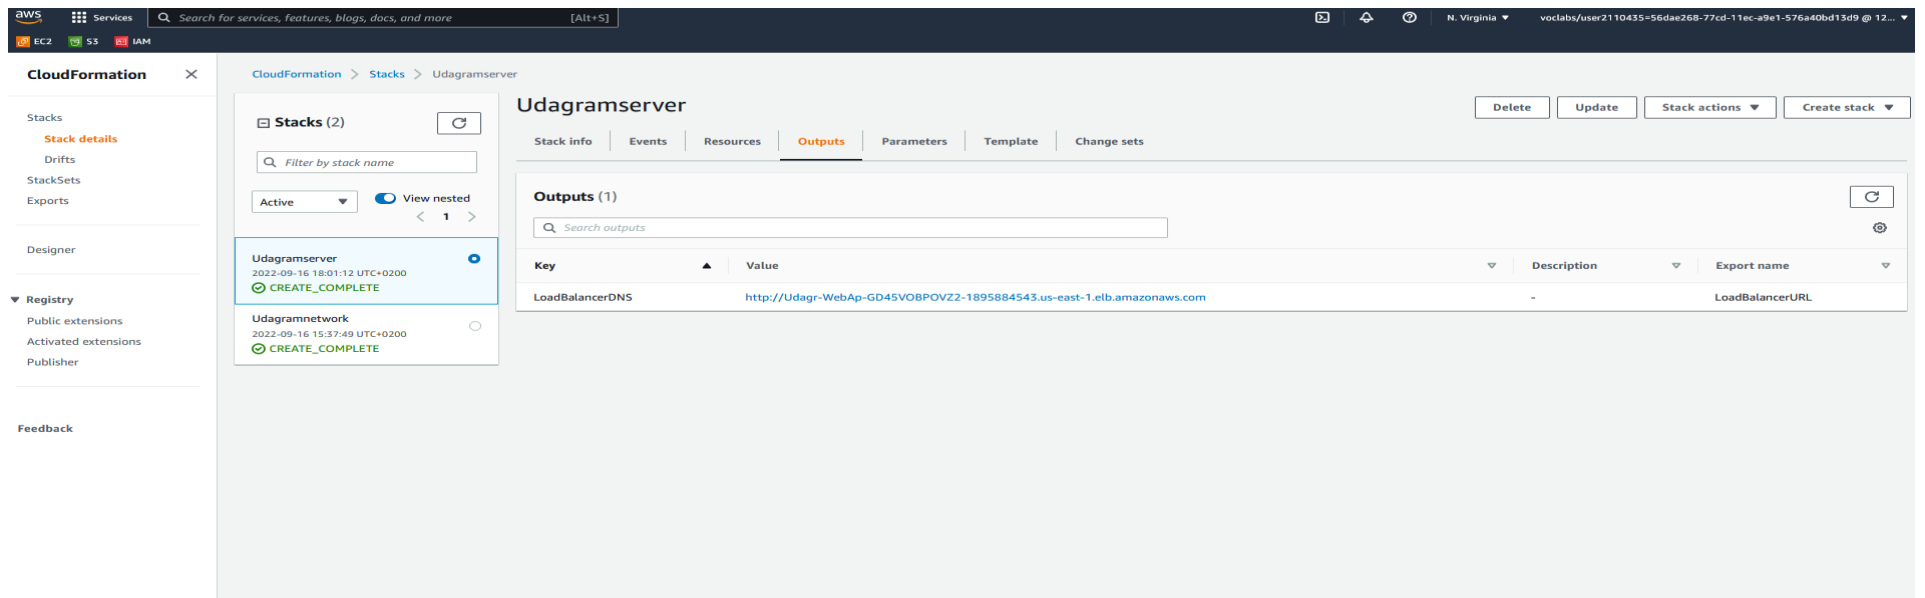 aws
Services
Search for services, features, blogs, docs, and more
[Alt+S]
N. Virginia
voclabs/user2110435=56dae268-77cd-11ec-a9e1-576a40bd13d9 @ 12...
EC2
S3
IAM
CloudFormation
Stacks
Stack details
Drifts
StackSets
Exports
Designer
Registry
Public extensions
Activated extensions
Publisher
Feedback
CloudFormation > Stacks > Udagramserver
Stacks (2)
Filter by stack name
Active
View nested
< 1 >
Udagramserver
2022-09-16 18:01:12 UTC+0200
CREATE_COMPLETE
Udagramnetwork
2022-09-16 15:37:49 UTC+0200
CREATE_COMPLETE
Udagramserver
Delete
Update
Stack actions
Create stack
Stack info
Events
Resources
Outputs
Parameters
Template
Change sets
Outputs (1)
Search outputs
Key
Value
Description
Export name
LoadBalancerDNS
http://Udagr-WebAp-GD45VOBPOVZ2-1895884543.us-east-1.elb.amazonaws.com
-
LoadBalancerURL